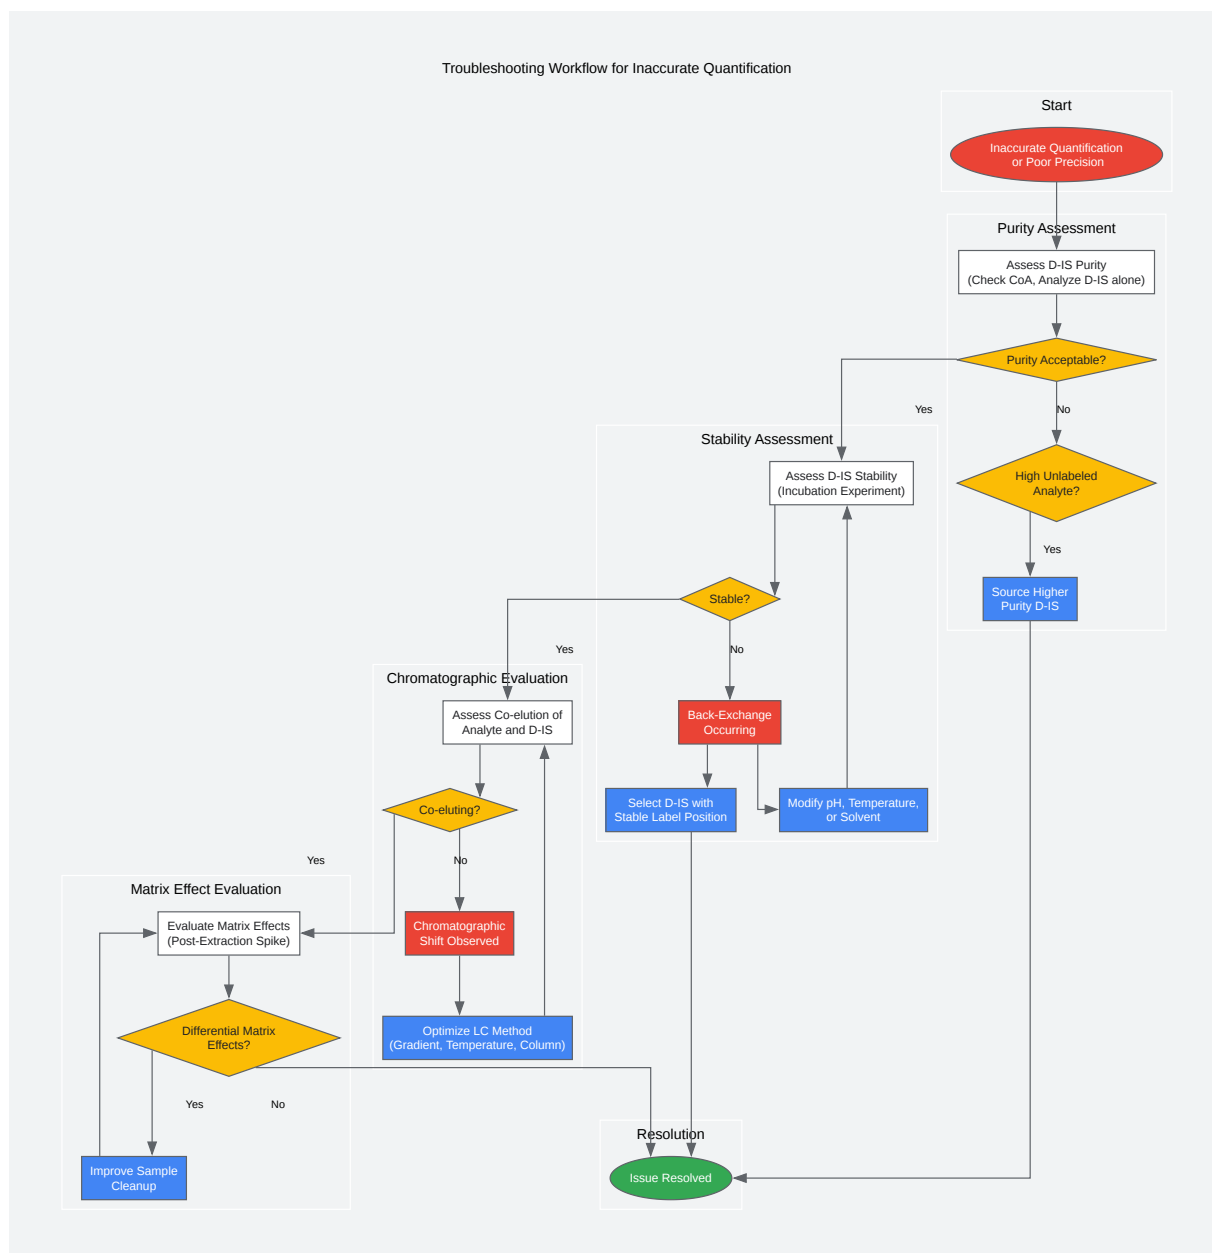 Troubleshooting Workflow for Inaccurate Quantification
Start
Inaccurate Quantification
or Poor Precision
Purity Assessment
Assess D-IS Purity
(Check CoA, Analyze D-IS alone)
Purity Acceptable?
Yes
No
High Unlabeled
Analyte?
Yes
Source Higher
Purity D-IS
Stability Assessment
Assess D-IS Stability
(Incubation Experiment)
Stable?
Yes
No
Back-Exchange
Occurring
Select D-IS with
Stable Label Position
Modify pH, Temperature,
or Solvent
Chromatographic Evaluation
Assess Co-elution of
Analyte and D-IS
Co-eluting?
Yes
No
Chromatographic
Shift Observed
Optimize LC Method
(Gradient, Temperature, Column)
Matrix Effect Evaluation
Evaluate Matrix Effects
(Post-Extraction Spike)
Differential Matrix
Effects?
Yes
No
Improve Sample
Cleanup
Resolution
Issue Resolved